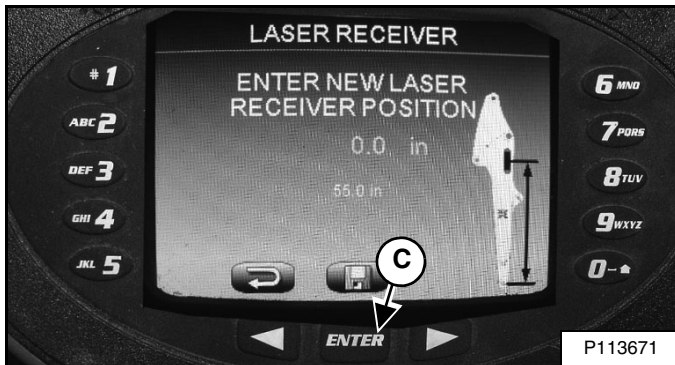 LASER RECEIVER
ENTER NEW LASER
RECEIVER POSITION
0.0 in
55.0 in
# 1
ABC 2
DEF 3
GHI 4
JKL 5
6 MNO
7 PQRS
8 TUV
9 WXYZ
0-
C
ENTER
P113671